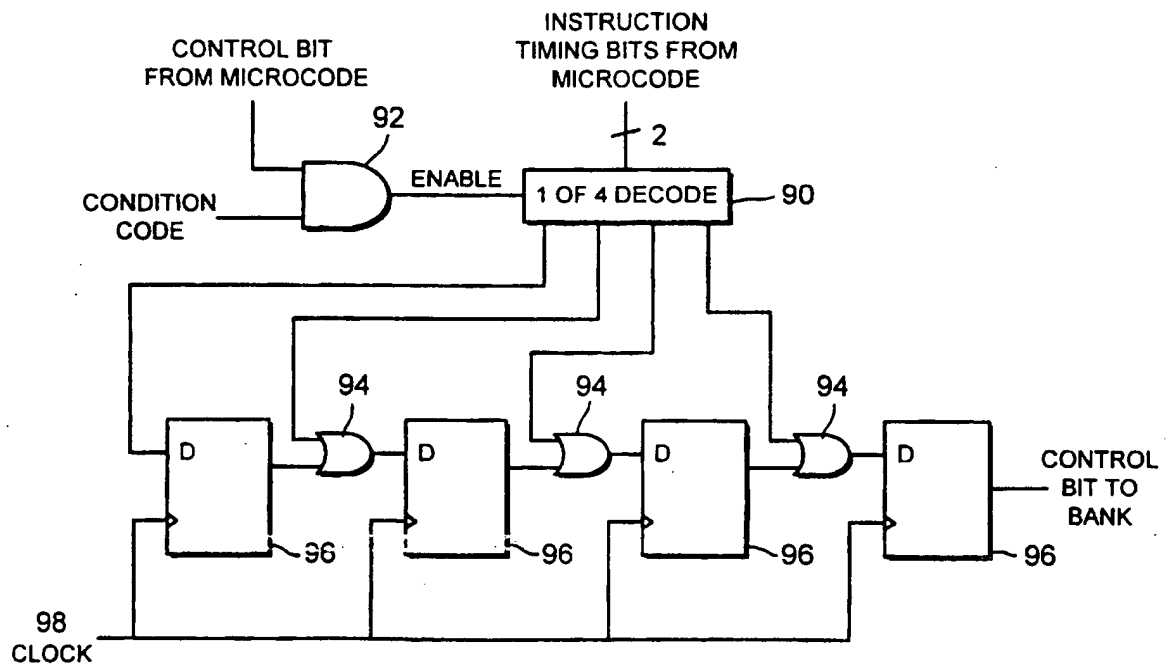 INSTRUCTION
TIMING BITS FROM
MICROCODE
CONTROL BIT
FROM MICROCODE
92
2
ENABLE
1 OF 4 DECODE
90
CONDITION
CODE
94
94
94
D
D
D
D
CONTROL
BIT TO
BANK
96
96
96
96
98
CLOCK